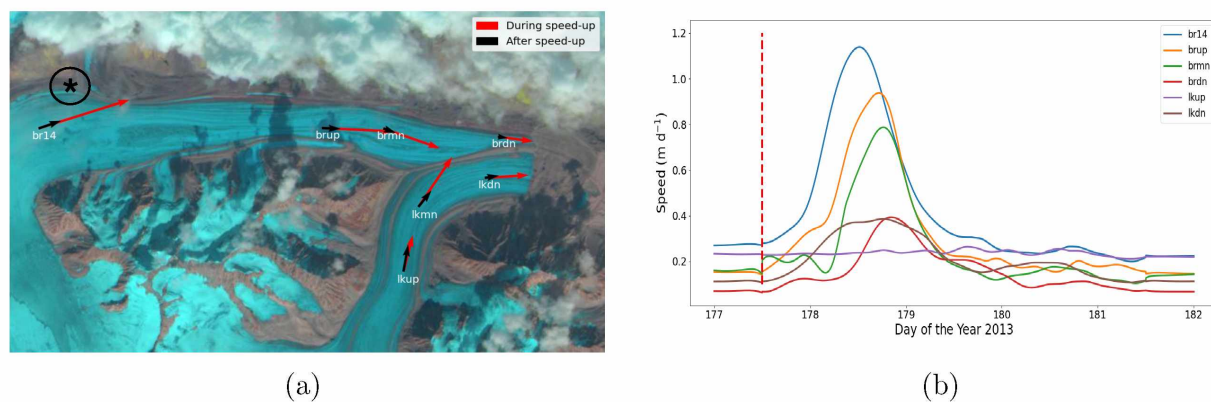 During speed-up
After speed-up
*
br14
brup
brmn
brdn
lkdn
lkmn
lkup
(a)
Speed (m d⁻¹)
1.2
1.0
0.8
0.6
0.4
0.2
177
178
179
180
181
182
Day of the Year 2013
br14
brup
brmn
brdn
lkup
lkdn
(b)